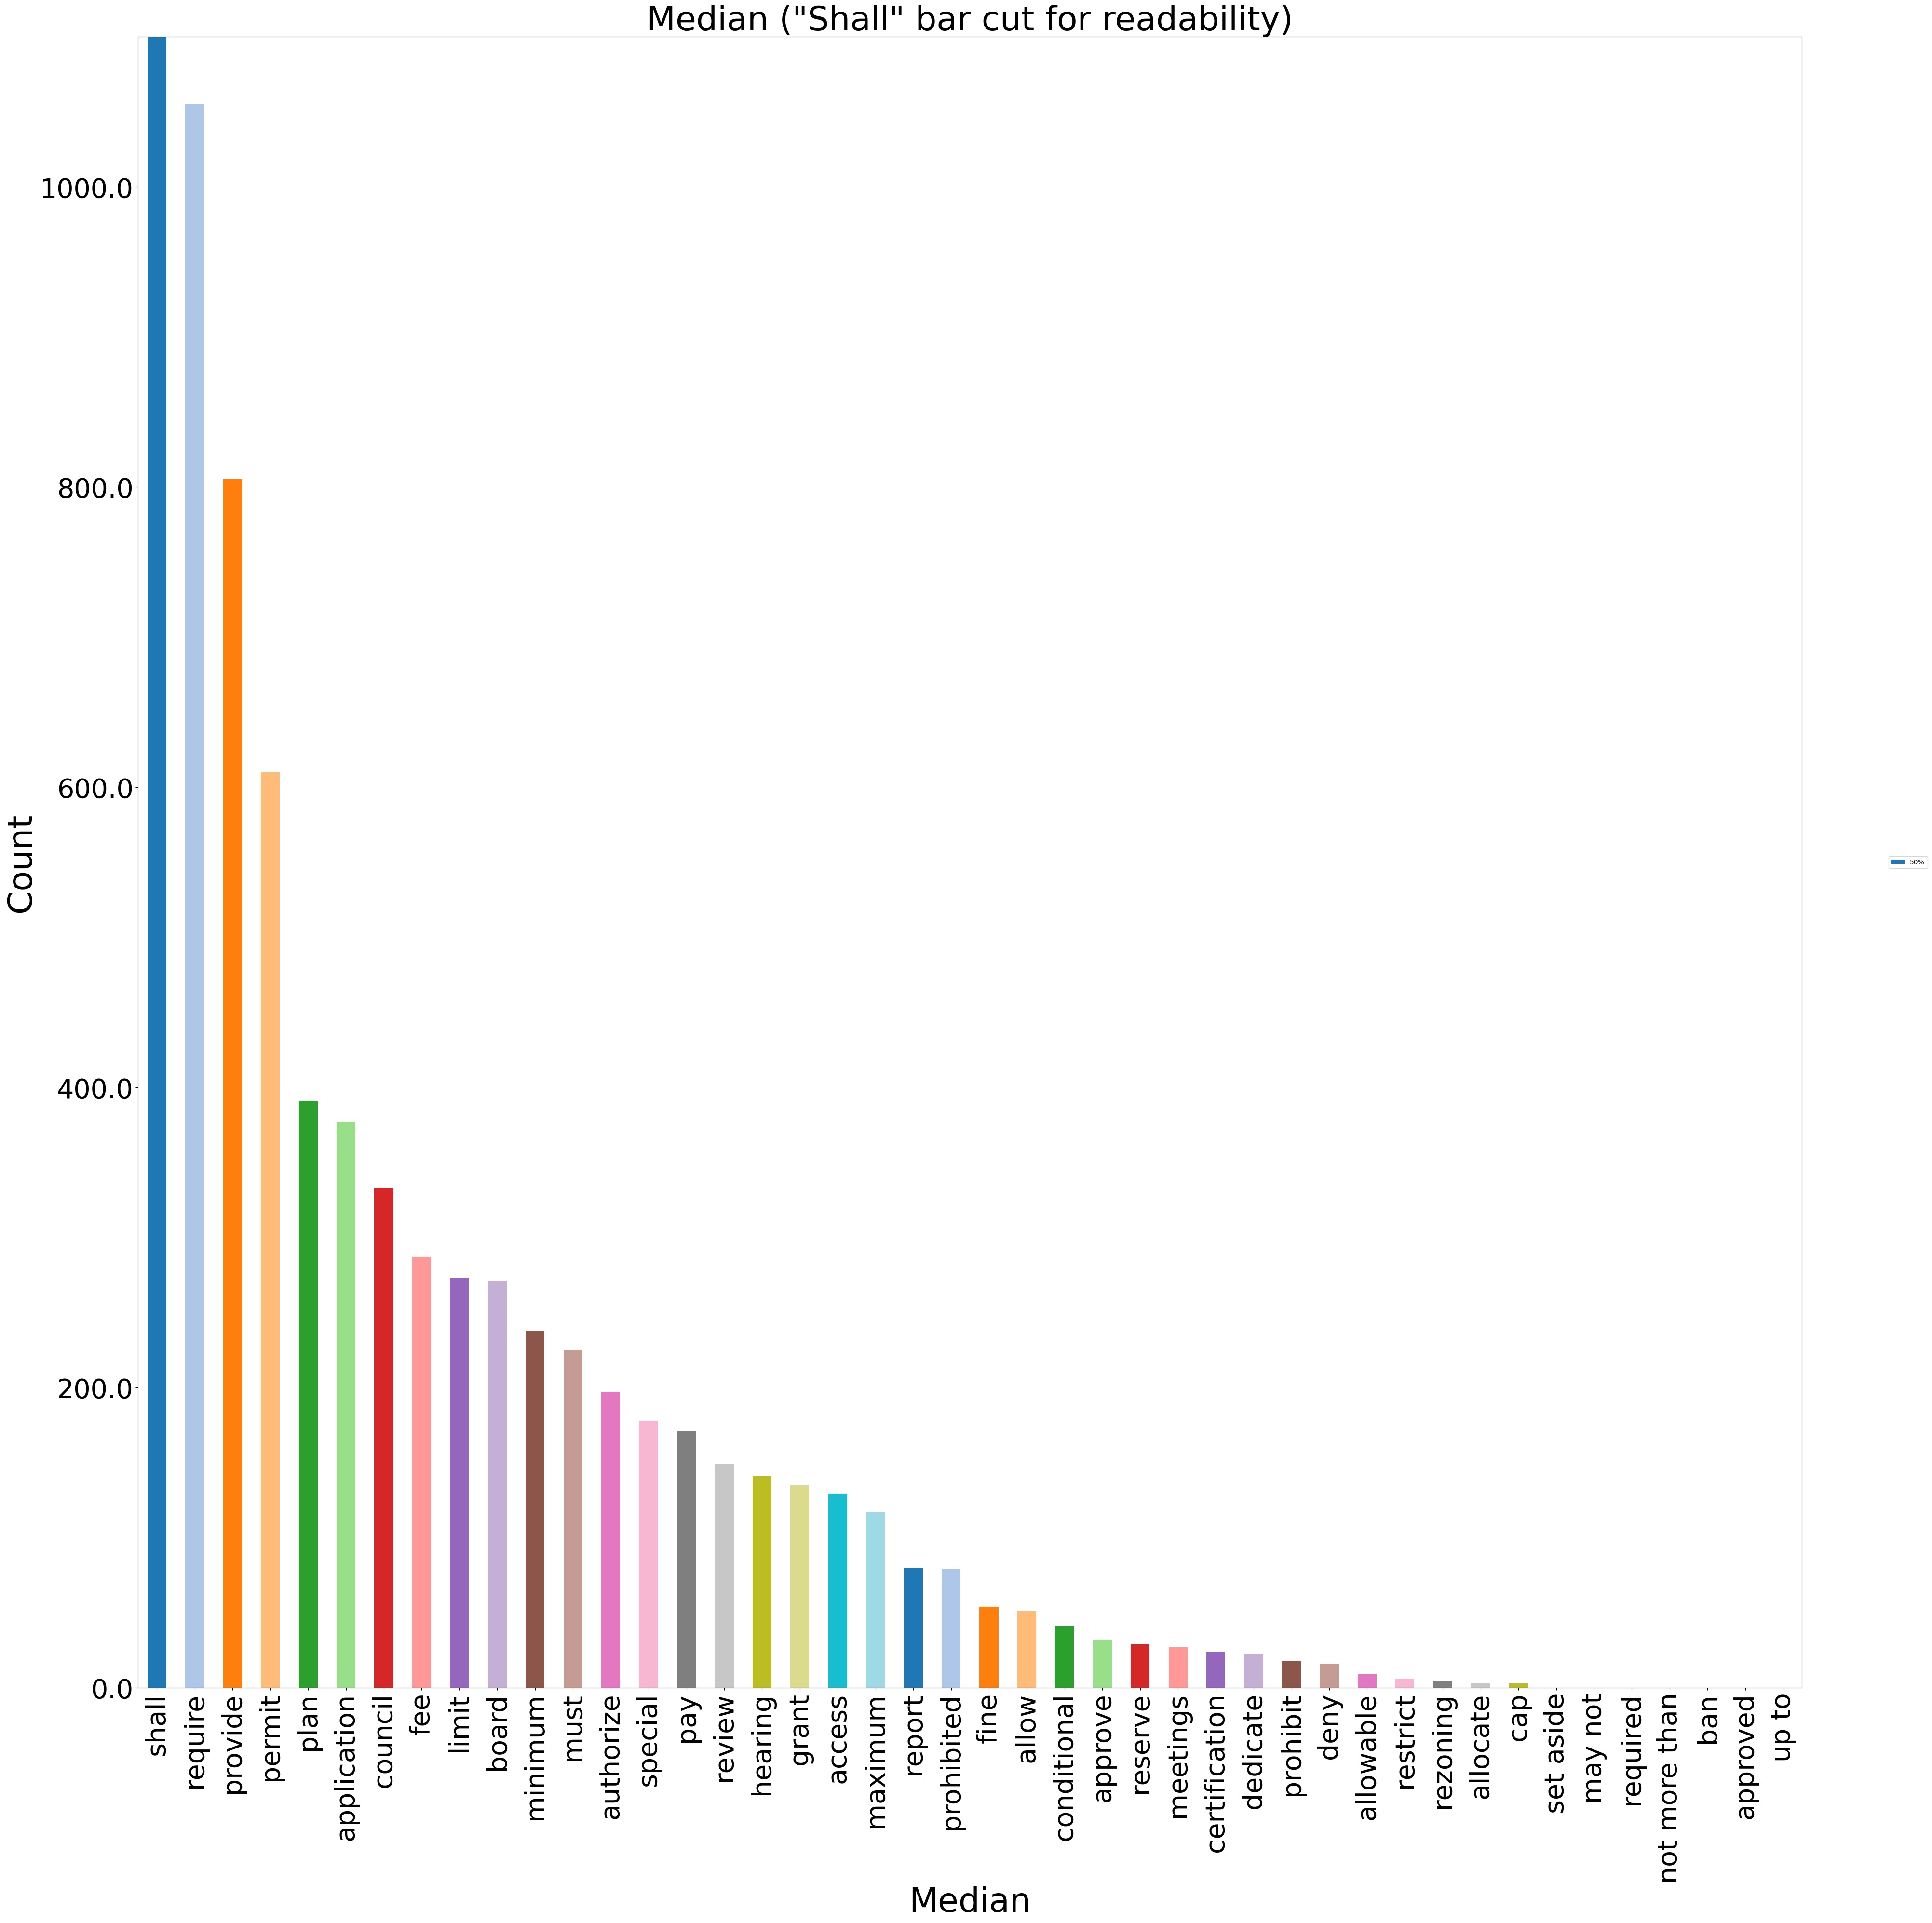 Median ("Shall" bar cut for readability)
1000.0
800.0
600.0
400.0
200.0
0.0
Count
50%
shall
require
provide
permit
plan
application
council
fee
limit
board
minimum
must
authorize
special
pay
review
hearing
grant
access
maximum
report
prohibited
fine
allow
conditional
approve
reserve
meetings
certification
dedicate
prohibit
deny
allowable
restrict
rezoning
allocate
cap
set aside
may not
required
not more than
ban
approved
up to
Median